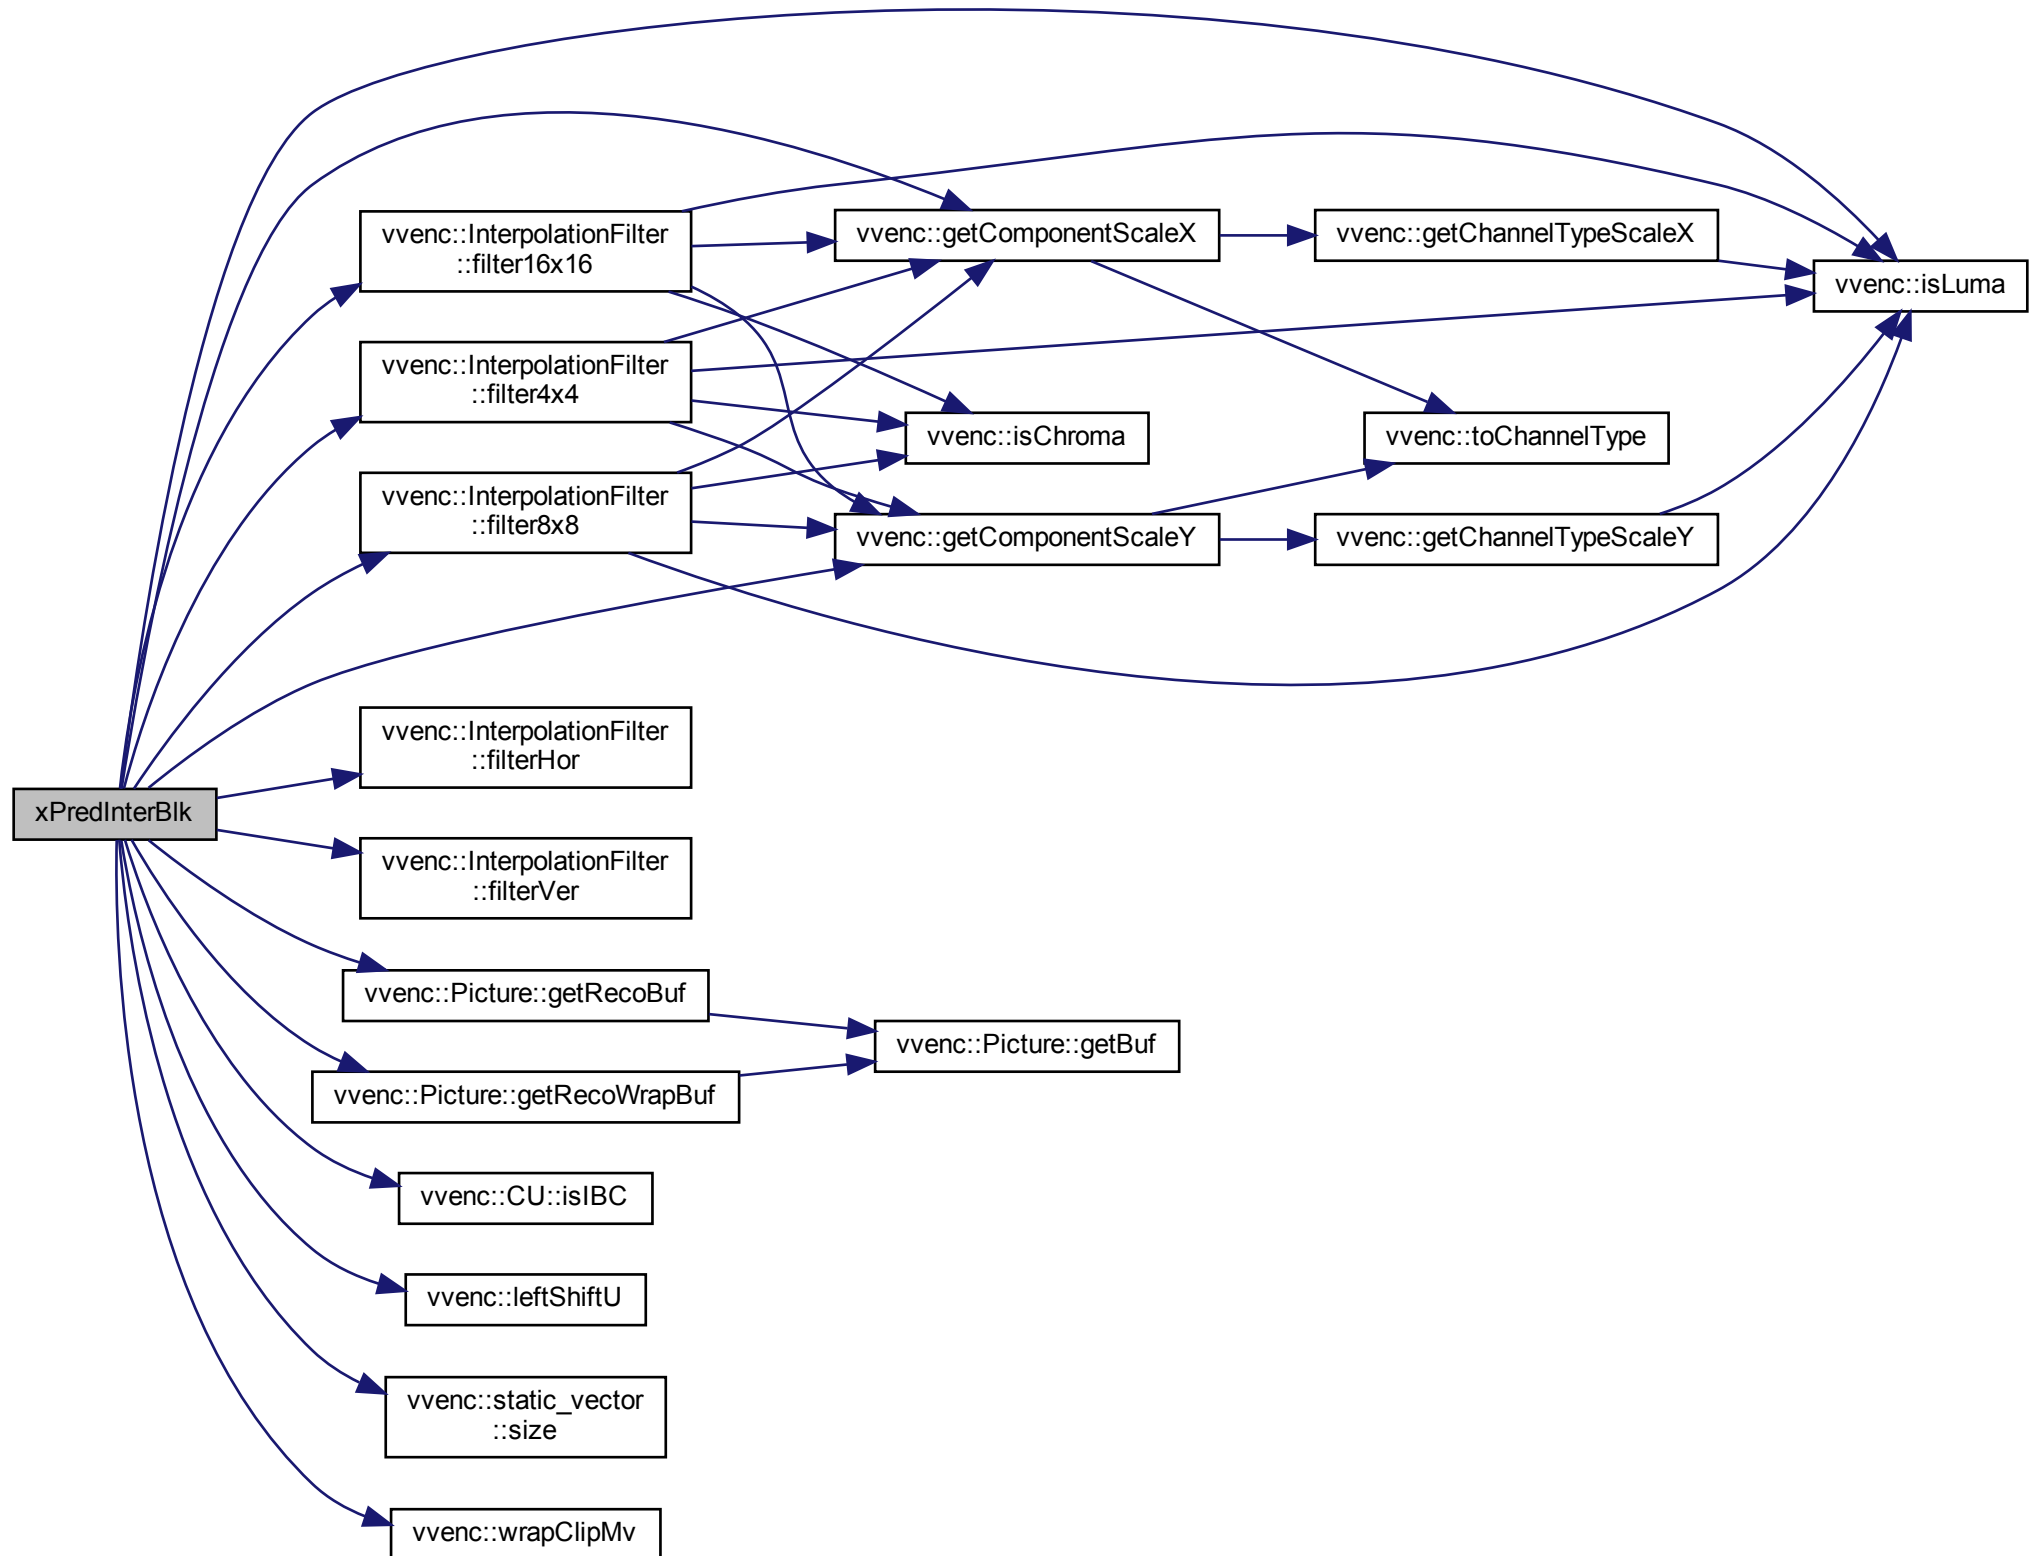 vvenc::InterpolationFilter
::filter16x16
vvenc::getComponentScaleX
vvenc::getChannelTypeScaleX
vvenc::isLuma
vvenc::InterpolationFilter
::filter4x4
vvenc::isChroma
vvenc::toChannelType
vvenc::InterpolationFilter
::filter8x8
vvenc::getComponentScaleY
vvenc::getChannelTypeScaleY
vvenc::InterpolationFilter
::filterHor
xPredInterBlk
vvenc::InterpolationFilter
::filterVer
vvenc::Picture::getRecoBuf
vvenc::Picture::getBuf
vvenc::Picture::getRecoWrapBuf
vvenc::CU::isIBC
vvenc::leftShiftU
vvenc::static_vector
::size
vvenc::wrapClipMv